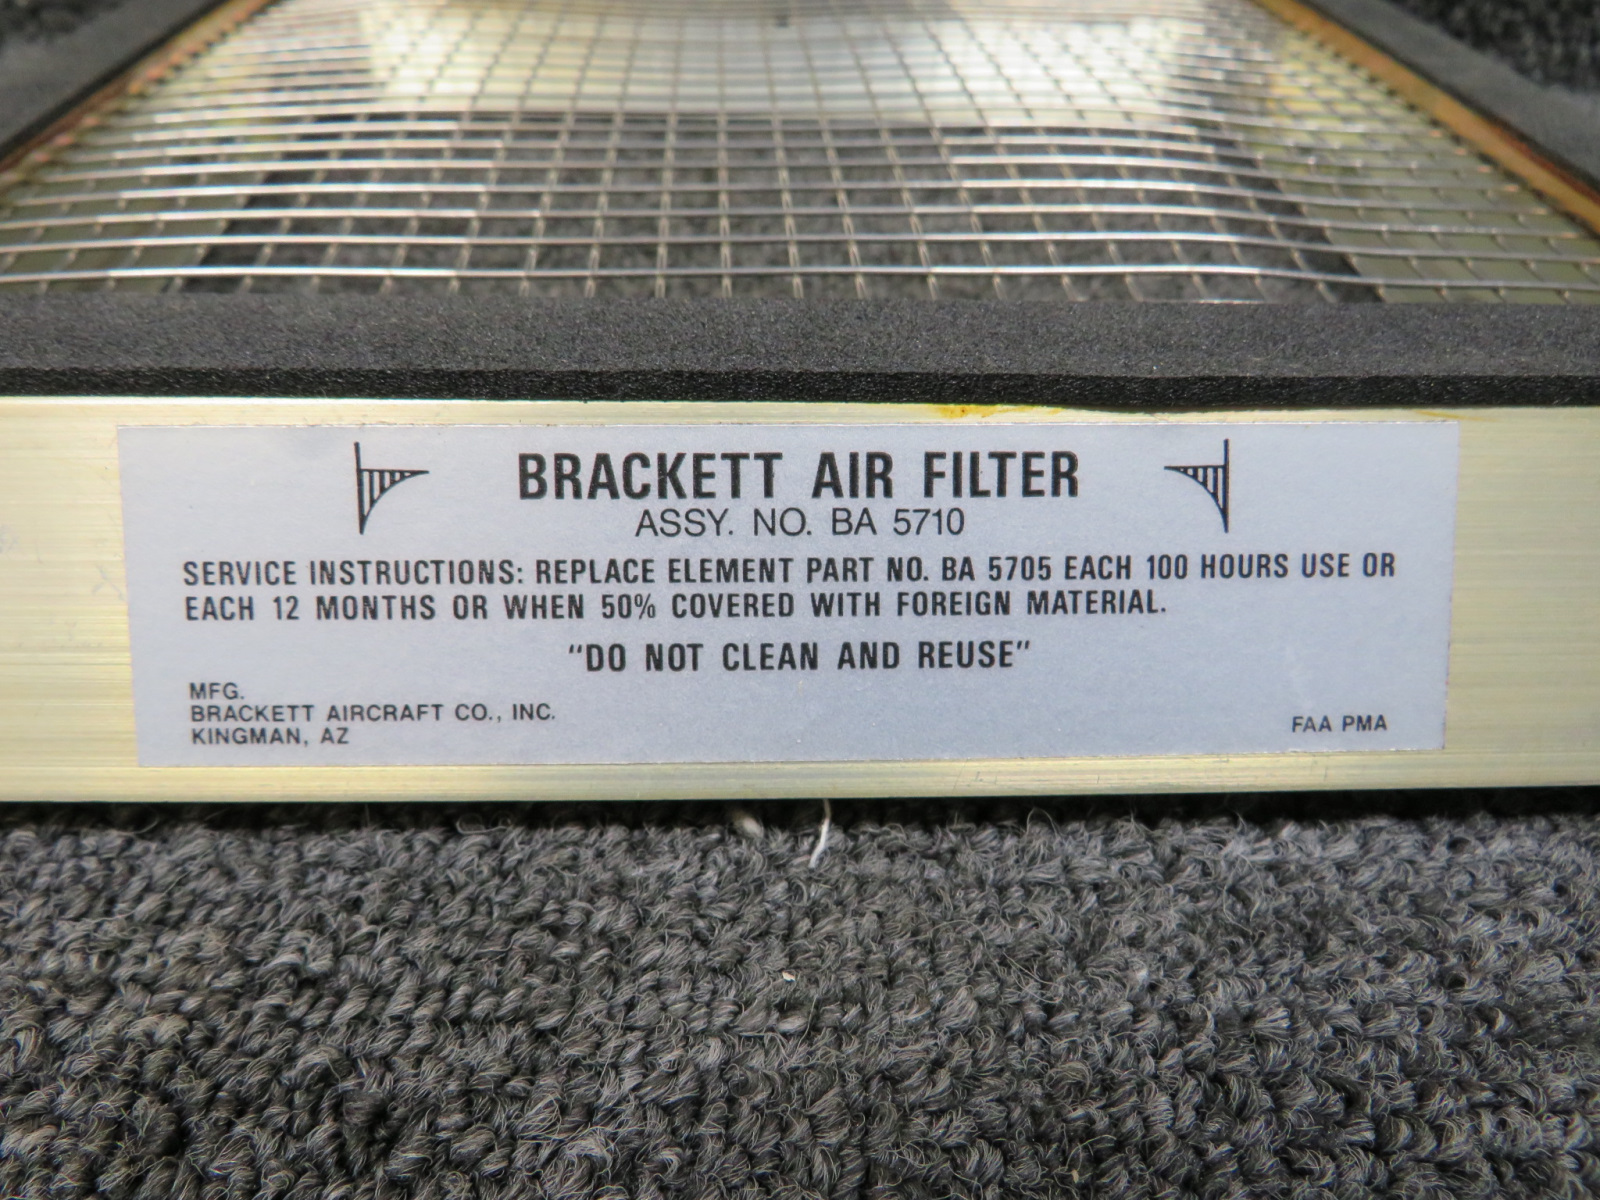 BRACKETT AIR FILTER
ASSY. NO. BA 5710
SERVICE INSTRUCTIONS: REPLACE ELEMENT PART NO. BA 5705 EACH 100 HOURS USE OR
EACH 12 MONTHS OR WHEN 50% COVERED WITH FOREIGN MATERIAL.
"DO NOT CLEAN AND REUSE"
MFG.
BRACKETT AIRCRAFT CO., INC.
KINGMAN, AZ
FAA PMA